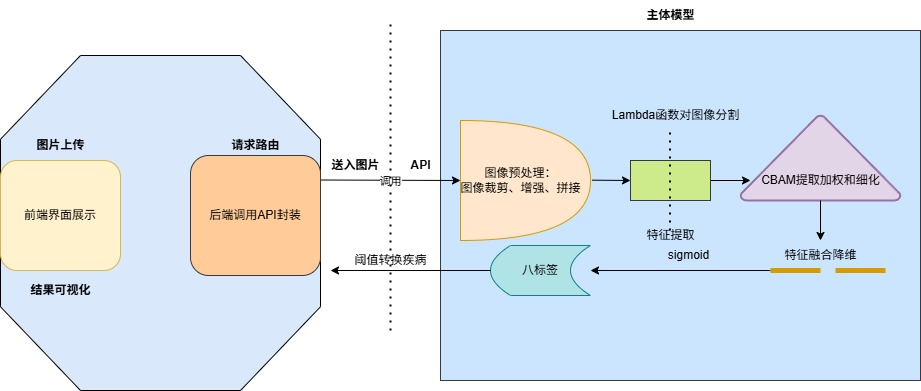 主体模型
图片上传
请求路由
前端界面展示
后端调用API封装
结果可视化
送入图片
API
调用
阈值转换疾病
图像预处理：
图像裁剪、增强、拼接
Lambda函数对图像分割
特征提取
CBAM提取加权和细化
特征融合降维
sigmoid
八标签